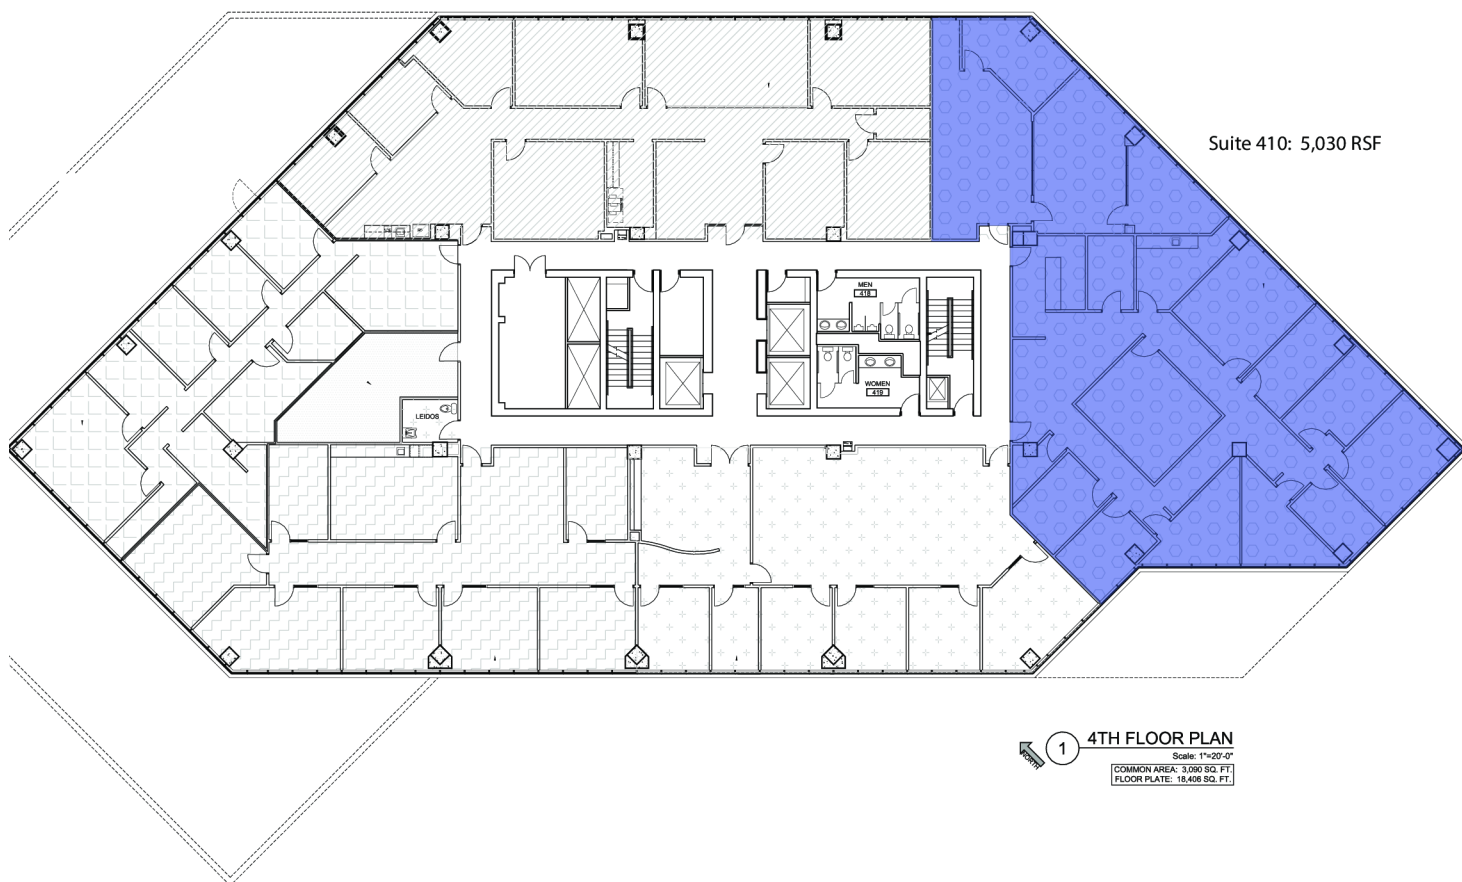 Suite 410: 5,030 RSF
MEN
418
WOMEN
419
LEIDOS
NORTH
1
4TH FLOOR PLAN
Scale: 1"=20'-0"
COMMON AREA: 3,090 SQ. FT.
FLOOR PLATE: 18,406 SQ. FT.